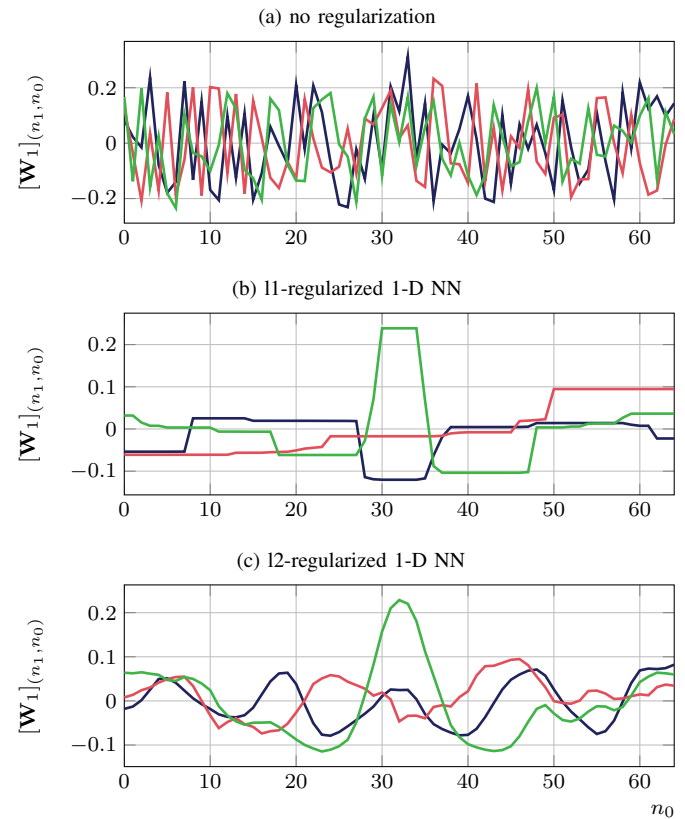 (a) no regularization
[W₁]₍ₙ₁,ₙ₀₎
0.2
0
−0.2
0 10 20 30 40 50 60
(b) l1-regularized 1-D NN
[W₁]₍ₙ₁,ₙ₀₎
0.2
0.1
0
−0.1
0 10 20 30 40 50 60
(c) l2-regularized 1-D NN
[W₁]₍ₙ₁,ₙ₀₎
0.2
0.1
0
−0.1
0 10 20 30 40 50 60
n₀